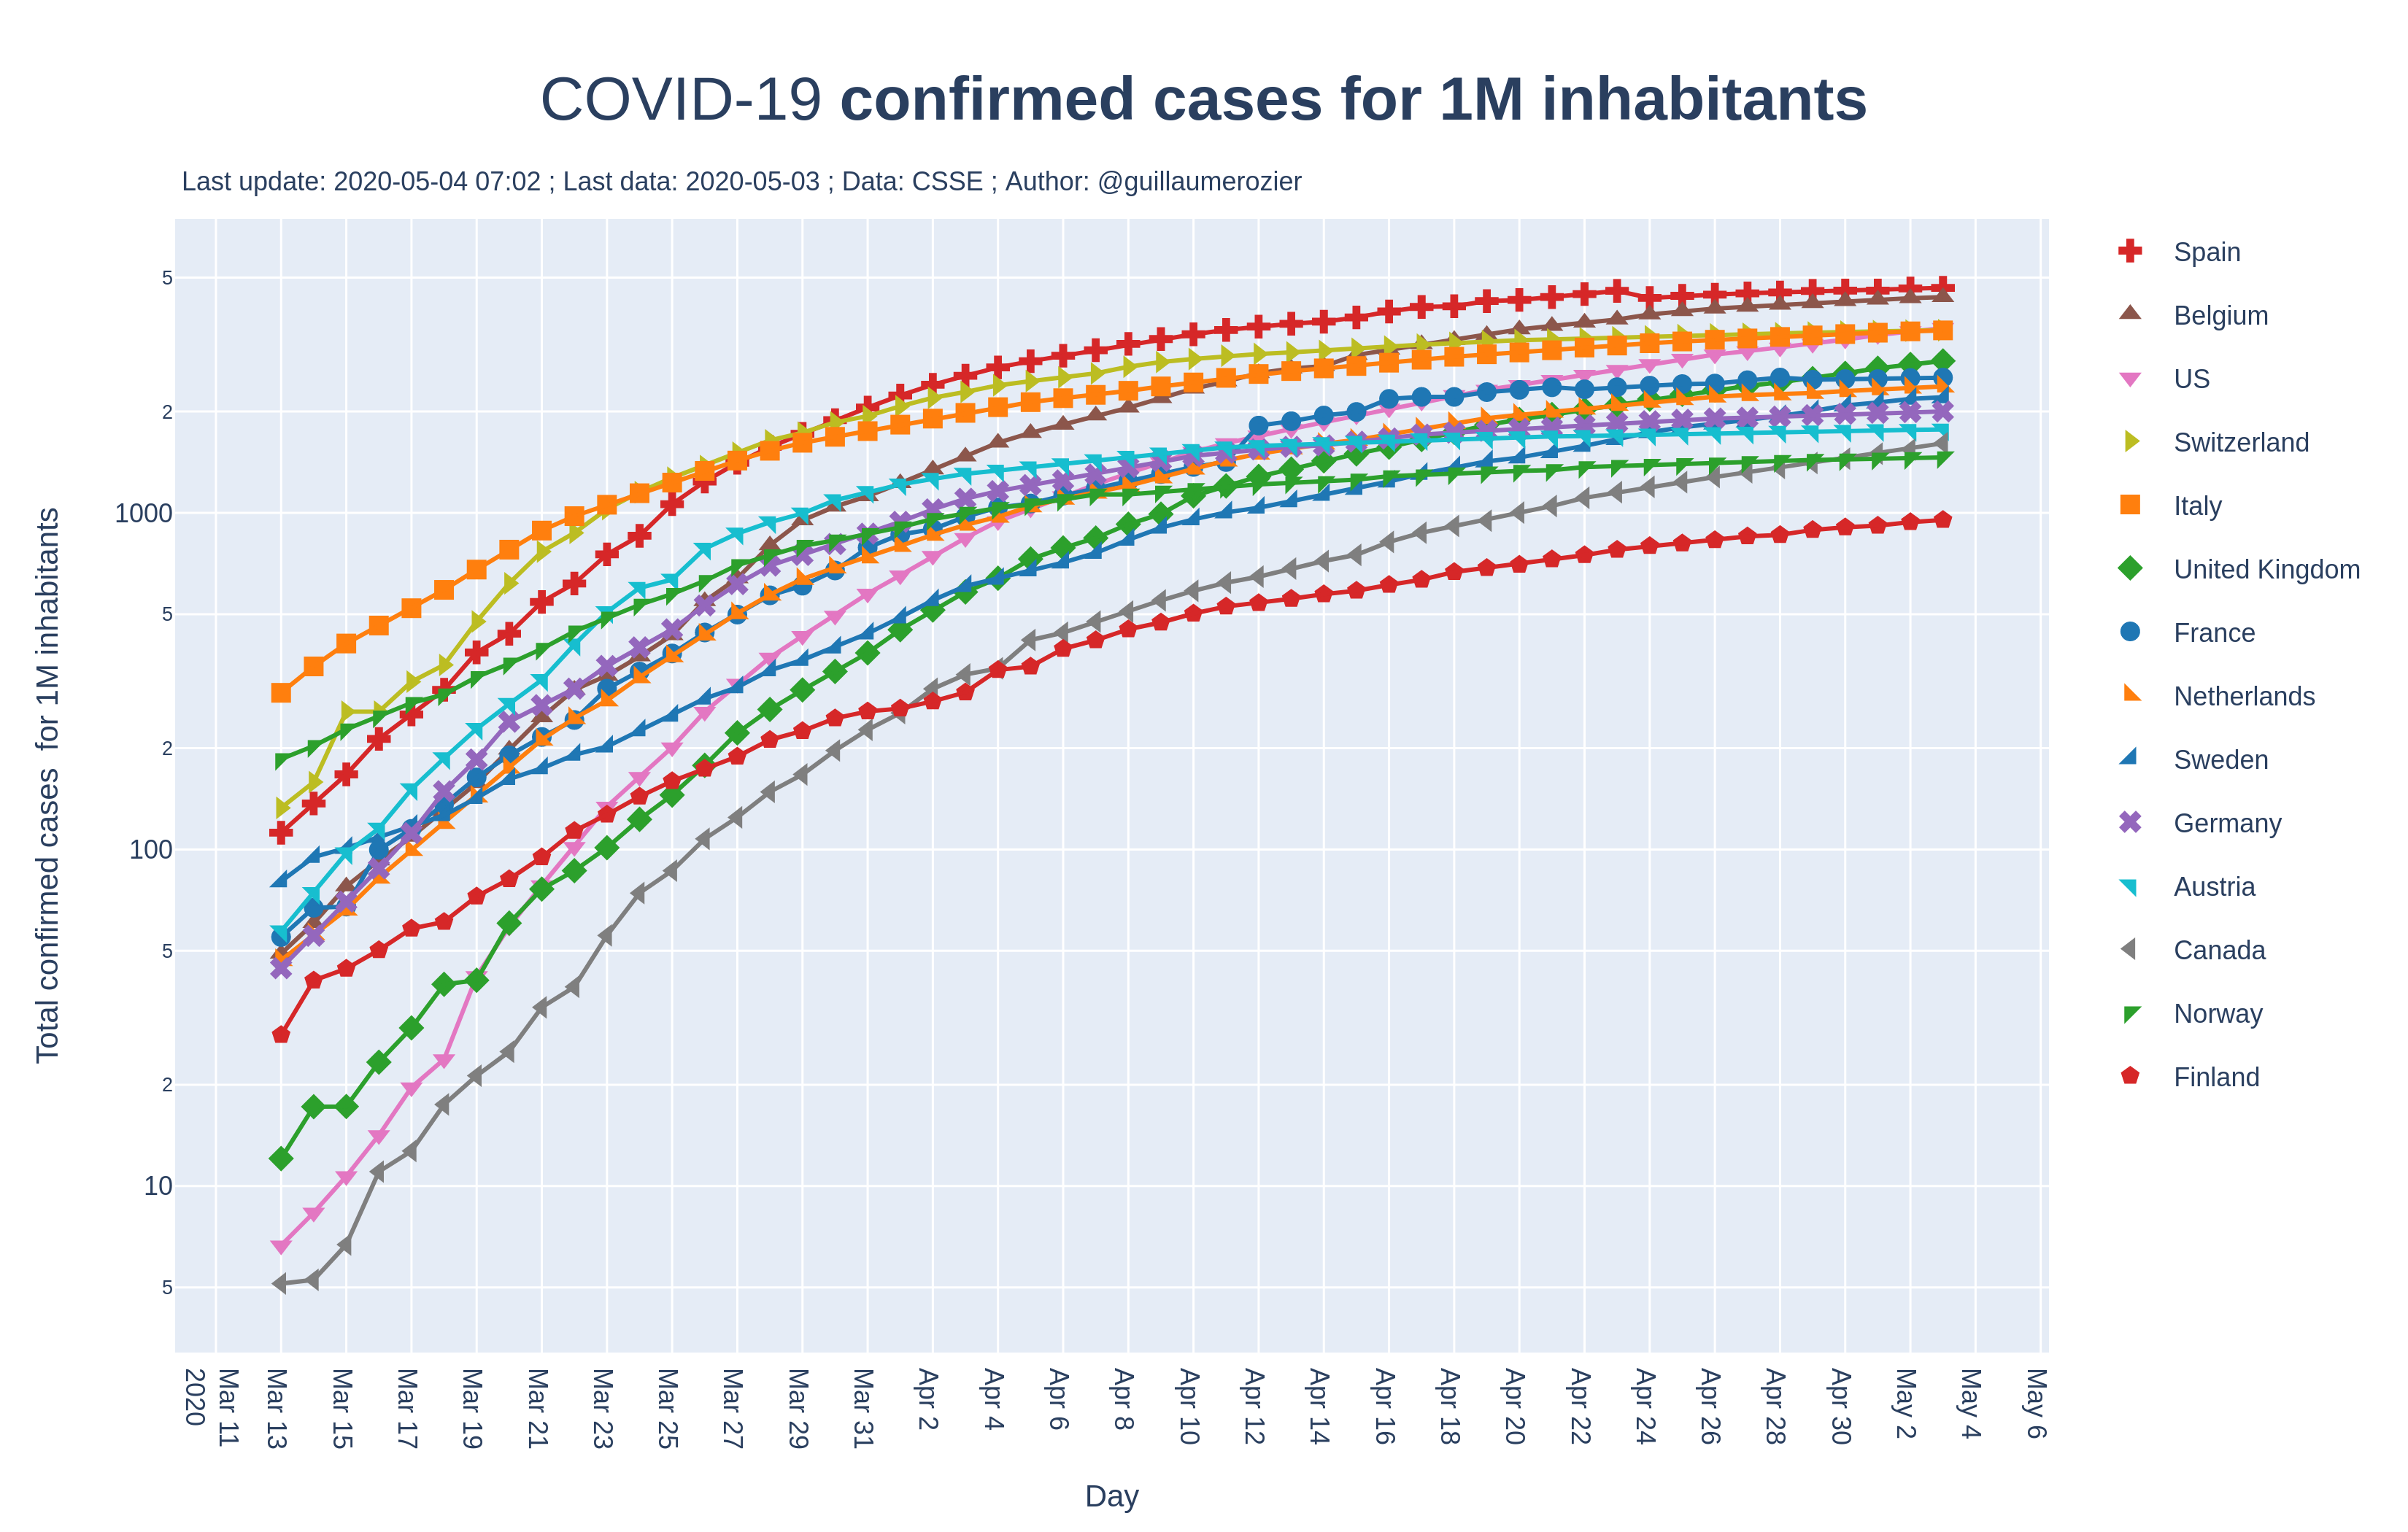 COVID-19 confirmed cases for 1M inhabitants
Last update: 2020-05-04 07:02 ; Last data: 2020-05-03 ; Data: CSSE ; Author: @guillaumerozier
Total confirmed cases for 1M inhabitants
5
2
1000
5
2
100
5
2
10
5
Mar 11
2020
Mar 13
Mar 15
Mar 17
Mar 19
Mar 21
Mar 23
Mar 25
Mar 27
Mar 29
Mar 31
Apr 2
Apr 4
Apr 6
Apr 8
Apr 10
Apr 12
Apr 14
Apr 16
Apr 18
Apr 20
Apr 22
Apr 24
Apr 26
Apr 28
Apr 30
May 2
May 4
May 6
Day
Spain
Belgium
US
Switzerland
Italy
United Kingdom
France
Netherlands
Sweden
Germany
Austria
Canada
Norway
Finland